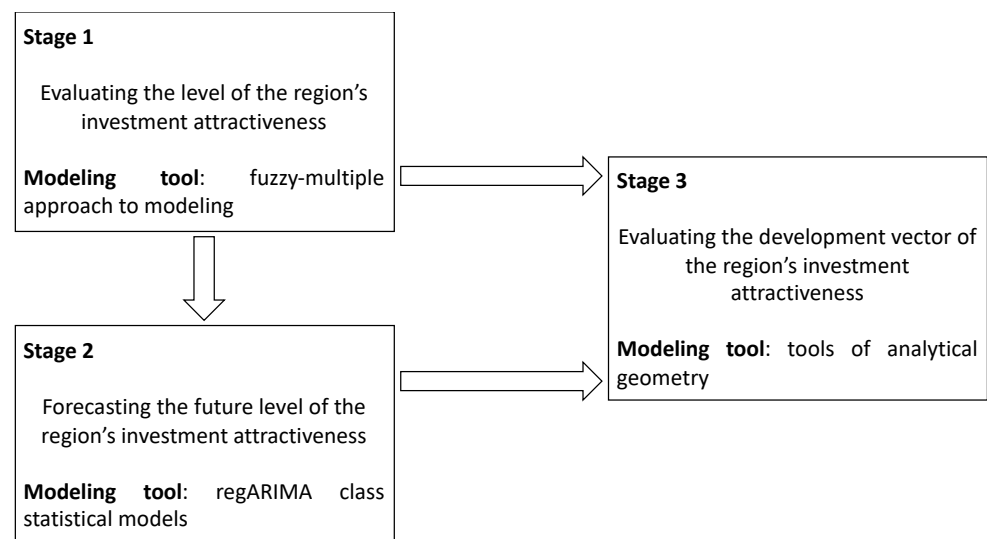 Stage 1
Evaluating the level of the region’s
investment attractiveness
Modeling tool: fuzzy-multiple
approach to modeling
Stage 2
Forecasting the future level of the
region’s investment attractiveness
Modeling tool: regARIMA class
statistical models
Stage 3
Evaluating the development vector of
the region’s investment
attractiveness
Modeling tool: tools of analytical
geometry